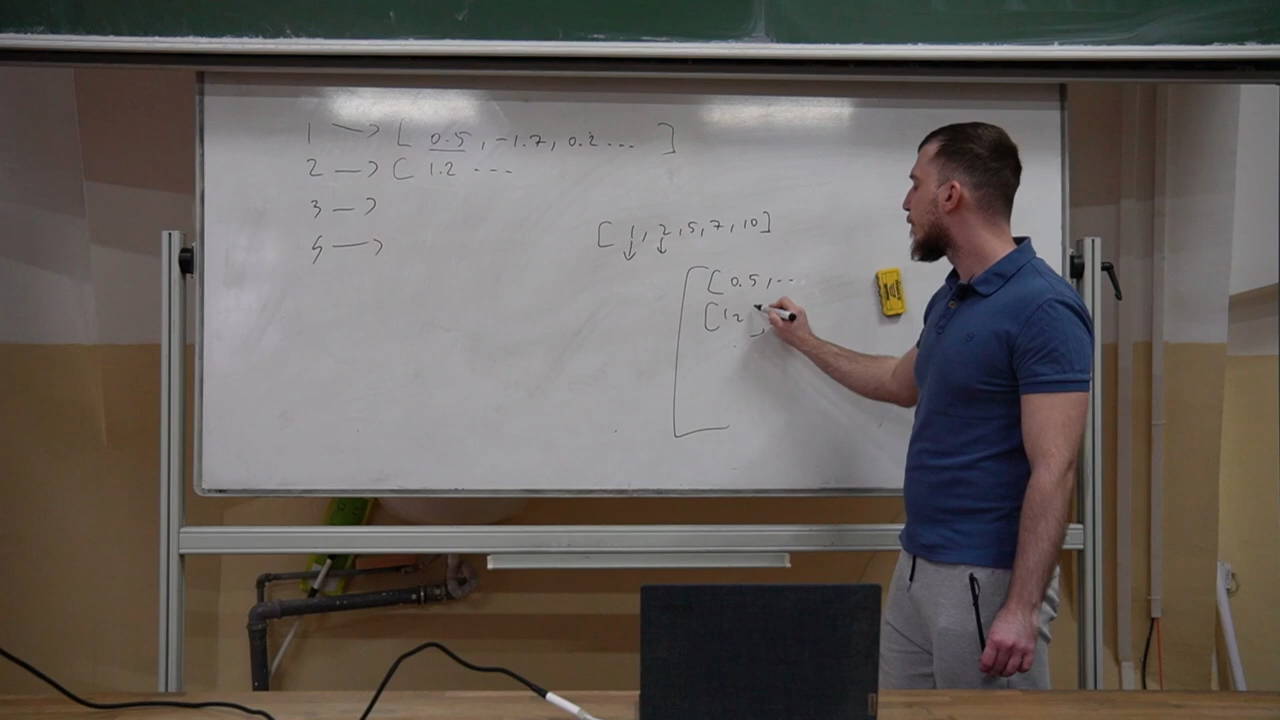 1 → [ 0.5, -1.7, 0.2... ]
2 → [ 1.2 ---
3 →
5 →
[ 1, 2, 5, 7, 10 ]
[ 0.5, --
[ 1.2